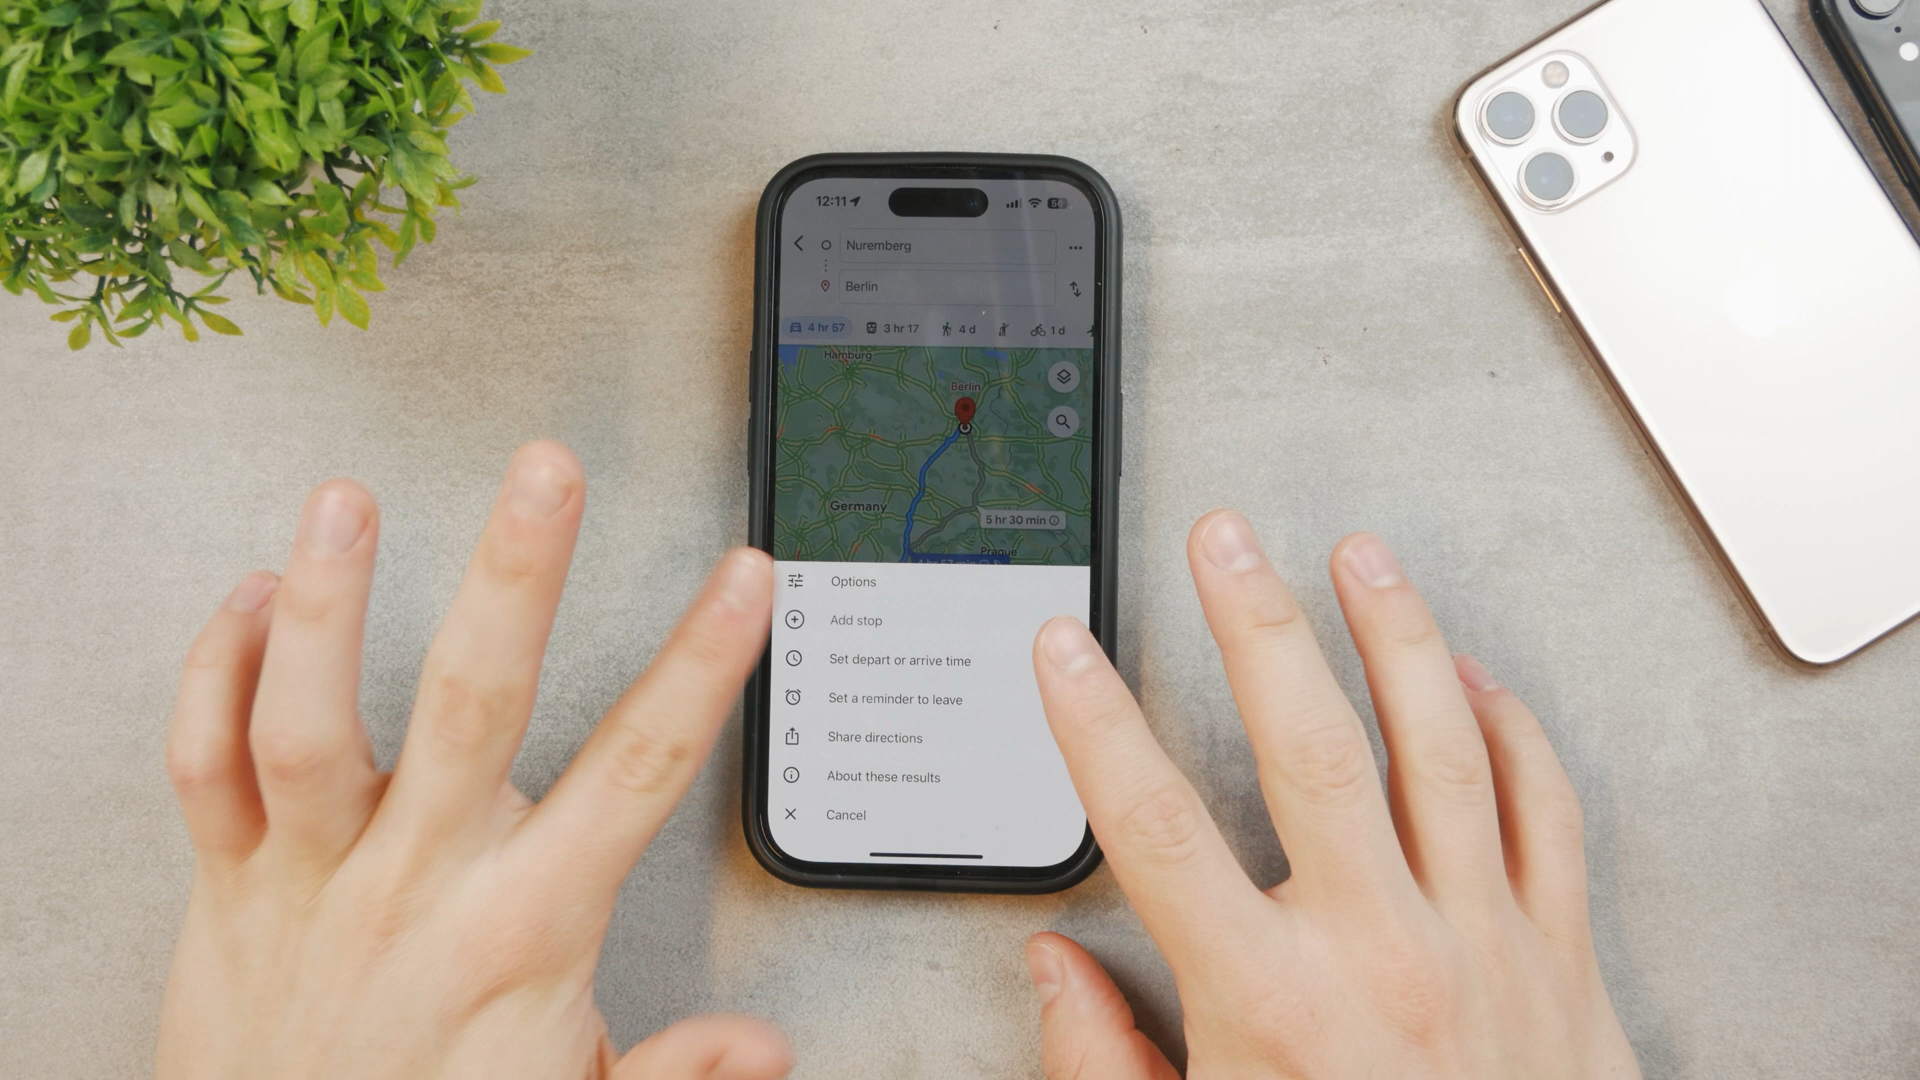 12:11
56
Nuremberg
Berlin
4 hr 57
3 hr 17
4 d
1 d
Hamburg
Berlin
Germany
5 hr 30 min
Prague
Options
Add stop
Set depart or arrive time
Set a reminder to leave
Share directions
About these results
Cancel